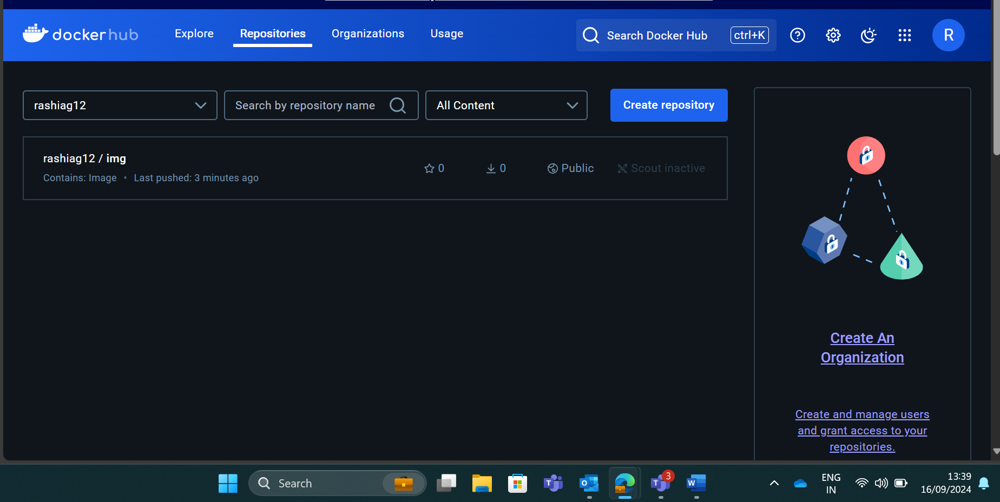 dockerhub
Explore
Repositories
Organizations
Usage
Search Docker Hub
ctrl+K
R
rashiag12
Search by repository name
All Content
Create repository
rashiag12 / img
Contains: Image • Last pushed: 3 minutes ago
0
0
Public
Scout inactive
Create An
Organization
Create and manage users
and grant access to your
repositories.
Search
T
O
T
3
W
ENG
IN
13:39
16/09/2024